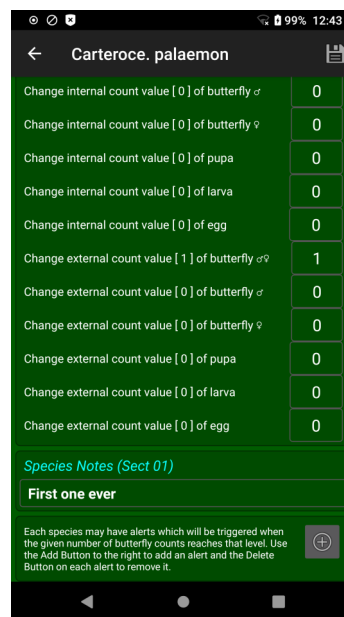 99% 12:43
Carteroce. palaemon
Change internal count value [ 0 ] of butterfly ♂ 0
Change internal count value [ 0 ] of butterfly ♀ 0
Change internal count value [ 0 ] of pupa 0
Change internal count value [ 0 ] of larva 0
Change internal count value [ 0 ] of egg 0
Change external count value [ 1 ] of butterfly ♂♀ 1
Change external count value [ 0 ] of butterfly ♂ 0
Change external count value [ 0 ] of butterfly ♀ 0
Change external count value [ 0 ] of pupa 0
Change external count value [ 0 ] of larva 0
Change external count value [ 0 ] of egg 0
Species Notes (Sect 01)
First one ever
Each species may have alerts which will be triggered when
the given number of butterfly counts reaches that level. Use
the Add Button to the right to add an alert and the Delete
Button on each alert to remove it.